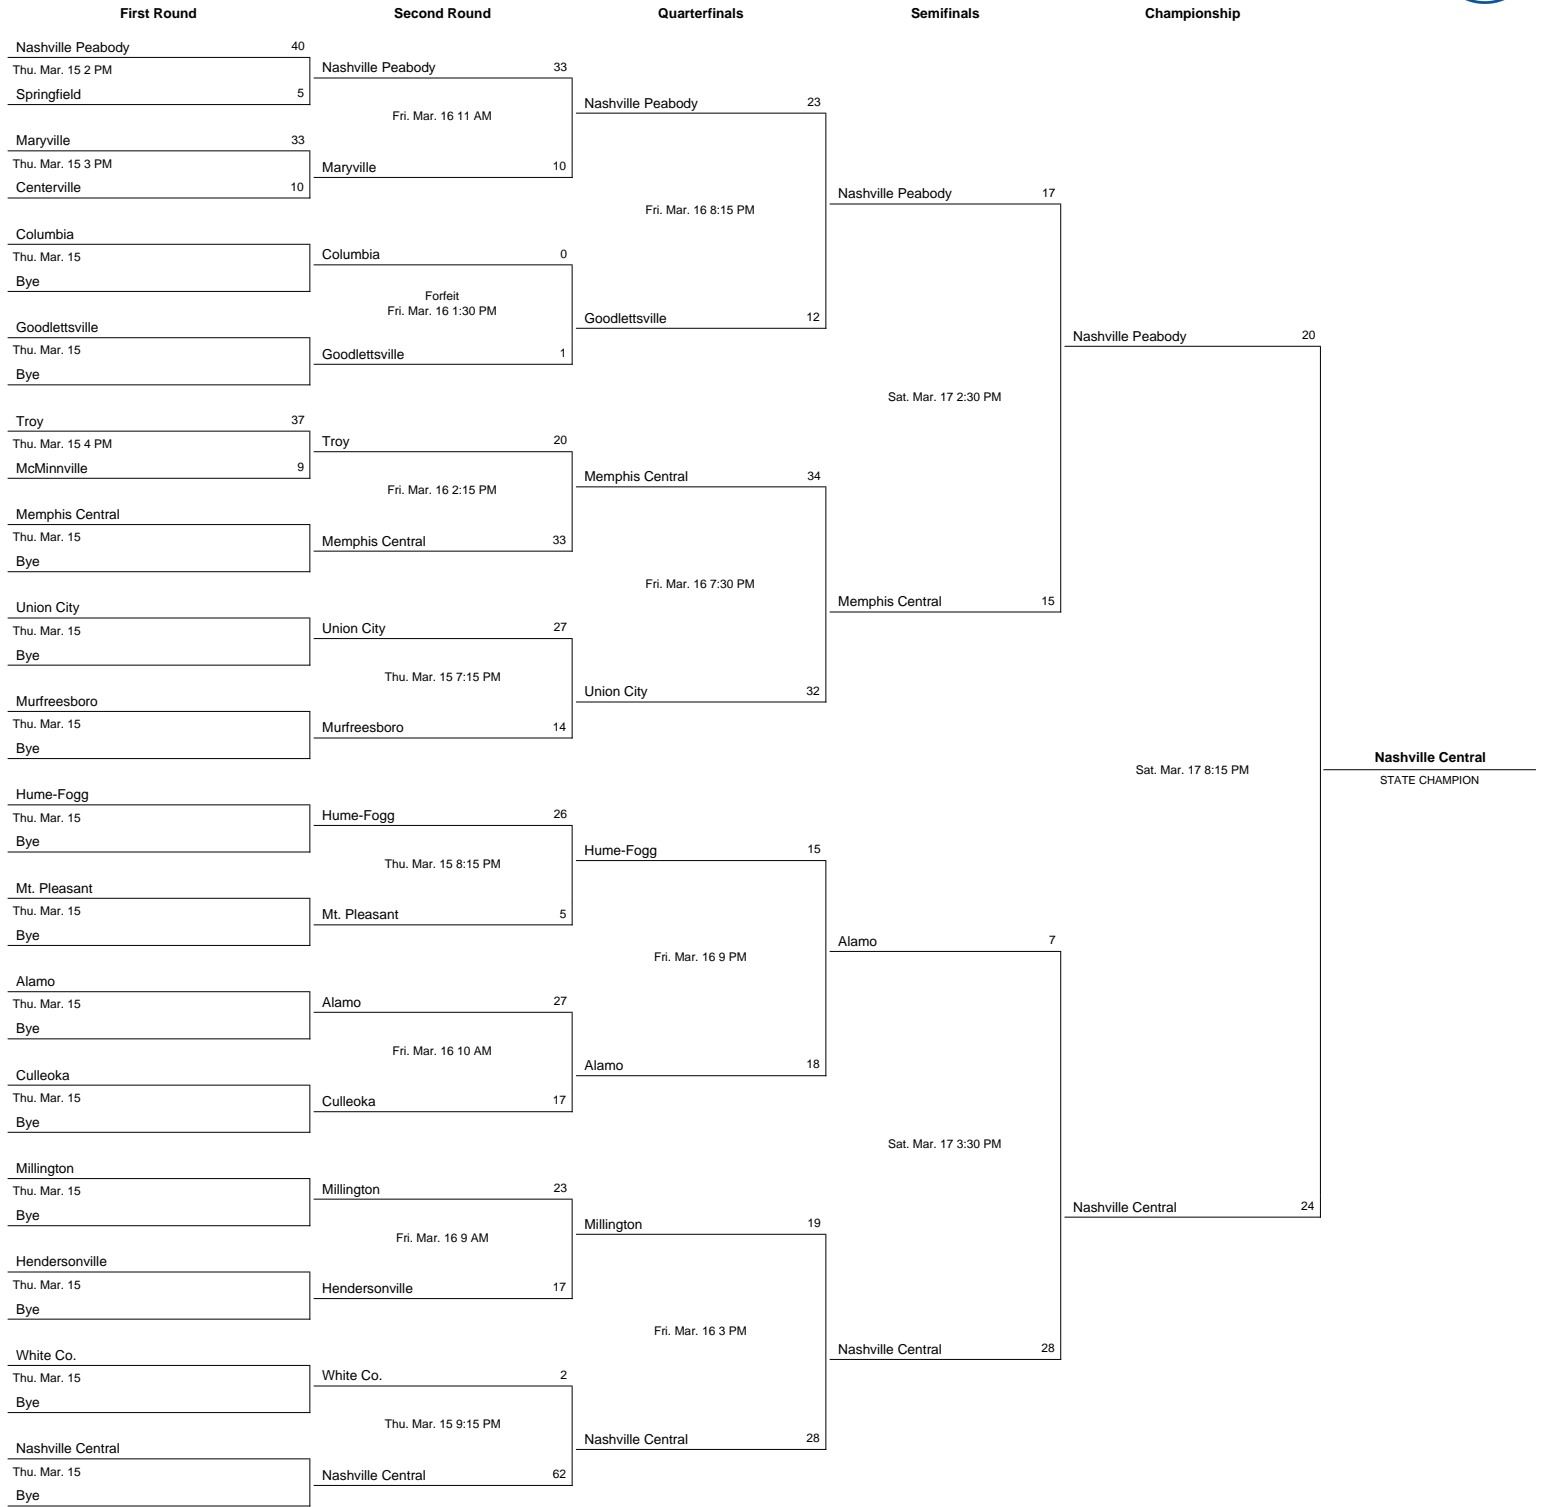 First Round Second Round Quarterfinals Semifinals Championship
Nashville Peabody 40
Thu. Mar. 15 2 PM
Springfield 5
Maryville 33
Thu. Mar. 15 3 PM
Centerville 10
Columbia
Thu. Mar. 15
Bye
Goodlettsville
Thu. Mar. 15
Bye
Troy 37
Thu. Mar. 15 4 PM
McMinnville 9
Memphis Central
Thu. Mar. 15
Bye
Union City
Thu. Mar. 15
Bye
Murfreesboro
Thu. Mar. 15
Bye
Hume-Fogg
Thu. Mar. 15
Bye
Mt. Pleasant
Thu. Mar. 15
Bye
Alamo
Thu. Mar. 15
Bye
Culleoka
Thu. Mar. 15
Bye
Millington
Thu. Mar. 15
Bye
Hendersonville
Thu. Mar. 15
Bye
White Co.
Thu. Mar. 15
Bye
Nashville Central
Thu. Mar. 15
Bye
Nashville Peabody 33
Fri. Mar. 16 11 AM
Maryville 10
Columbia 0
Forfeit
Fri. Mar. 16 1:30 PM
Goodlettsville 1
Troy 20
Fri. Mar. 16 2:15 PM
Memphis Central 33
Union City 27
Thu. Mar. 15 7:15 PM
Murfreesboro 14
Hume-Fogg 26
Thu. Mar. 15 8:15 PM
Mt. Pleasant 5
Alamo 27
Fri. Mar. 16 10 AM
Culleoka 17
Millington 23
Fri. Mar. 16 9 AM
Hendersonville 17
White Co. 2
Thu. Mar. 15 9:15 PM
Nashville Central 62
Nashville Peabody 23
Fri. Mar. 16 8:15 PM
Goodlettsville 12
Memphis Central 34
Fri. Mar. 16 7:30 PM
Union City 32
Hume-Fogg 15
Fri. Mar. 16 9 PM
Alamo 18
Millington 19
Fri. Mar. 16 3 PM
Nashville Central 28
Nashville Peabody 17
Sat. Mar. 17 2:30 PM
Memphis Central 15
Alamo 7
Sat. Mar. 17 3:30 PM
Nashville Central 28
Nashville Peabody 20
Sat. Mar. 17 8:15 PM
Nashville Central 24
Nashville Central
STATE CHAMPION